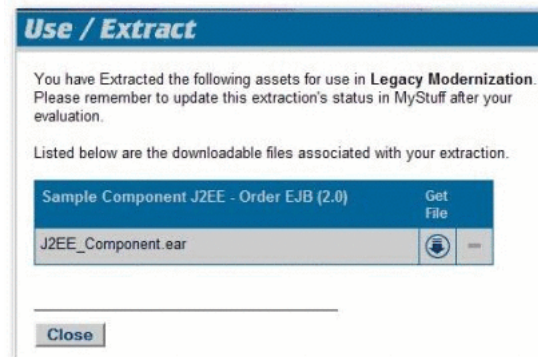 Use / Extract
You have Extracted the following assets for use in Legacy Modernization.
Please remember to update this extraction's status in MyStuff after your
evaluation.
Listed below are the downloadable files associated with your extraction.
Sample Component J2EE - Order EJB (2.0)
Get
File
J2EE_Component.ear
Close